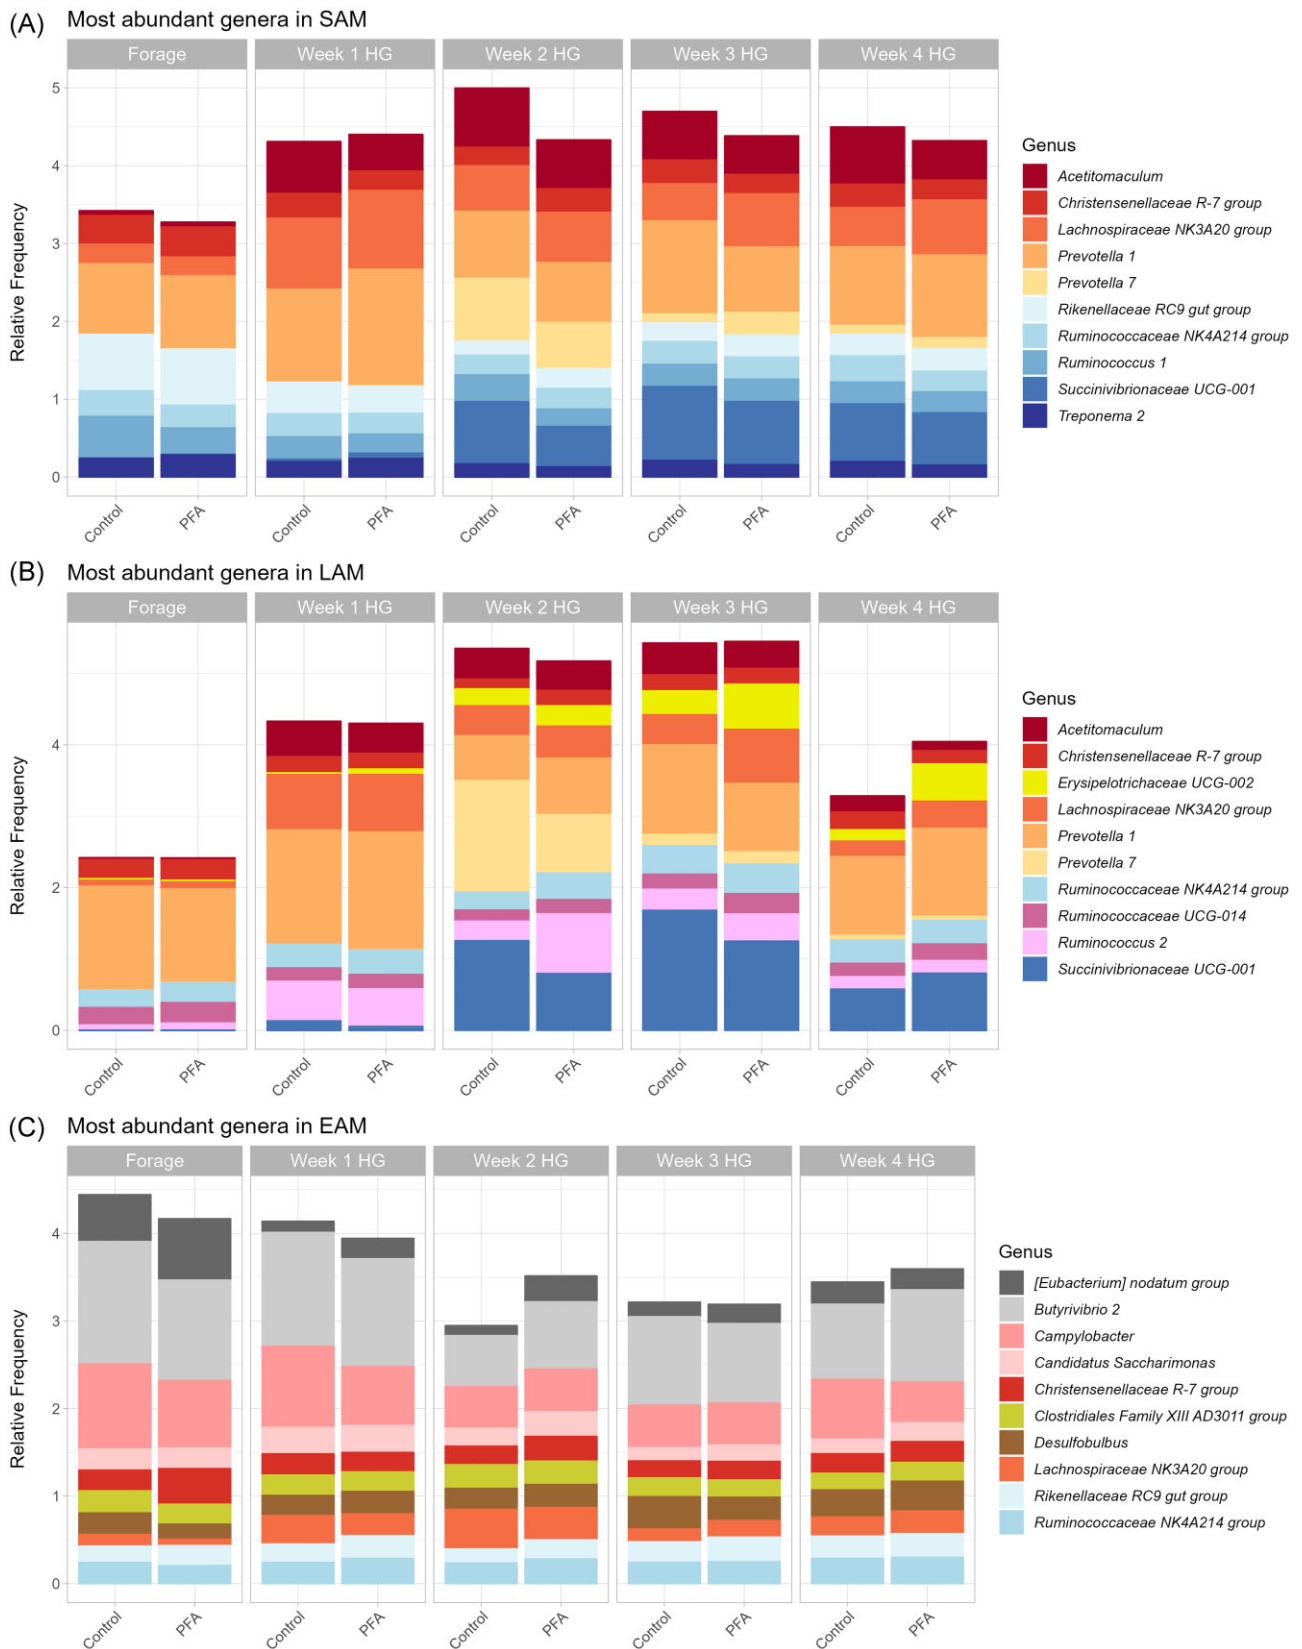 (A) Most abundant genera in SAM
Forage Week 1 HG Week 2 HG Week 3 HG Week 4 HG
Relative Frequency
5
4
3
2
1
0
Control PFA Control PFA Control PFA Control PFA Control PFA
Genus
Acetitomaculum
Christensenellaceae R-7 group
Lachnospiraceae NK3A20 group
Prevotella 1
Prevotella 7
Rikenellaceae RC9 gut group
Ruminococcaceae NK4A214 group
Ruminococcus 1
Succinivibrionaceae UCG-001
Treponema 2
(B) Most abundant genera in LAM
Forage Week 1 HG Week 2 HG Week 3 HG Week 4 HG
Relative Frequency
4
2
0
Control PFA Control PFA Control PFA Control PFA Control PFA
Genus
Acetitomaculum
Christensenellaceae R-7 group
Erysipelotrichaceae UCG-002
Lachnospiraceae NK3A20 group
Prevotella 1
Prevotella 7
Ruminococcaceae NK4A214 group
Ruminococcaceae UCG-014
Ruminococcus 2
Succinivibrionaceae UCG-001
(C) Most abundant genera in EAM
Forage Week 1 HG Week 2 HG Week 3 HG Week 4 HG
Relative Frequency
4
3
2
1
0
Control PFA Control PFA Control PFA Control PFA Control PFA
Genus
[Eubacterium] nodatum group
Butyrivibrio 2
Campylobacter
Candidatus Saccharimonas
Christensenellaceae R-7 group
Clostridiales Family XIII AD3011 group
Desulfobulbus
Lachnospiraceae NK3A20 group
Rikenellaceae RC9 gut group
Ruminococcaceae NK4A214 group